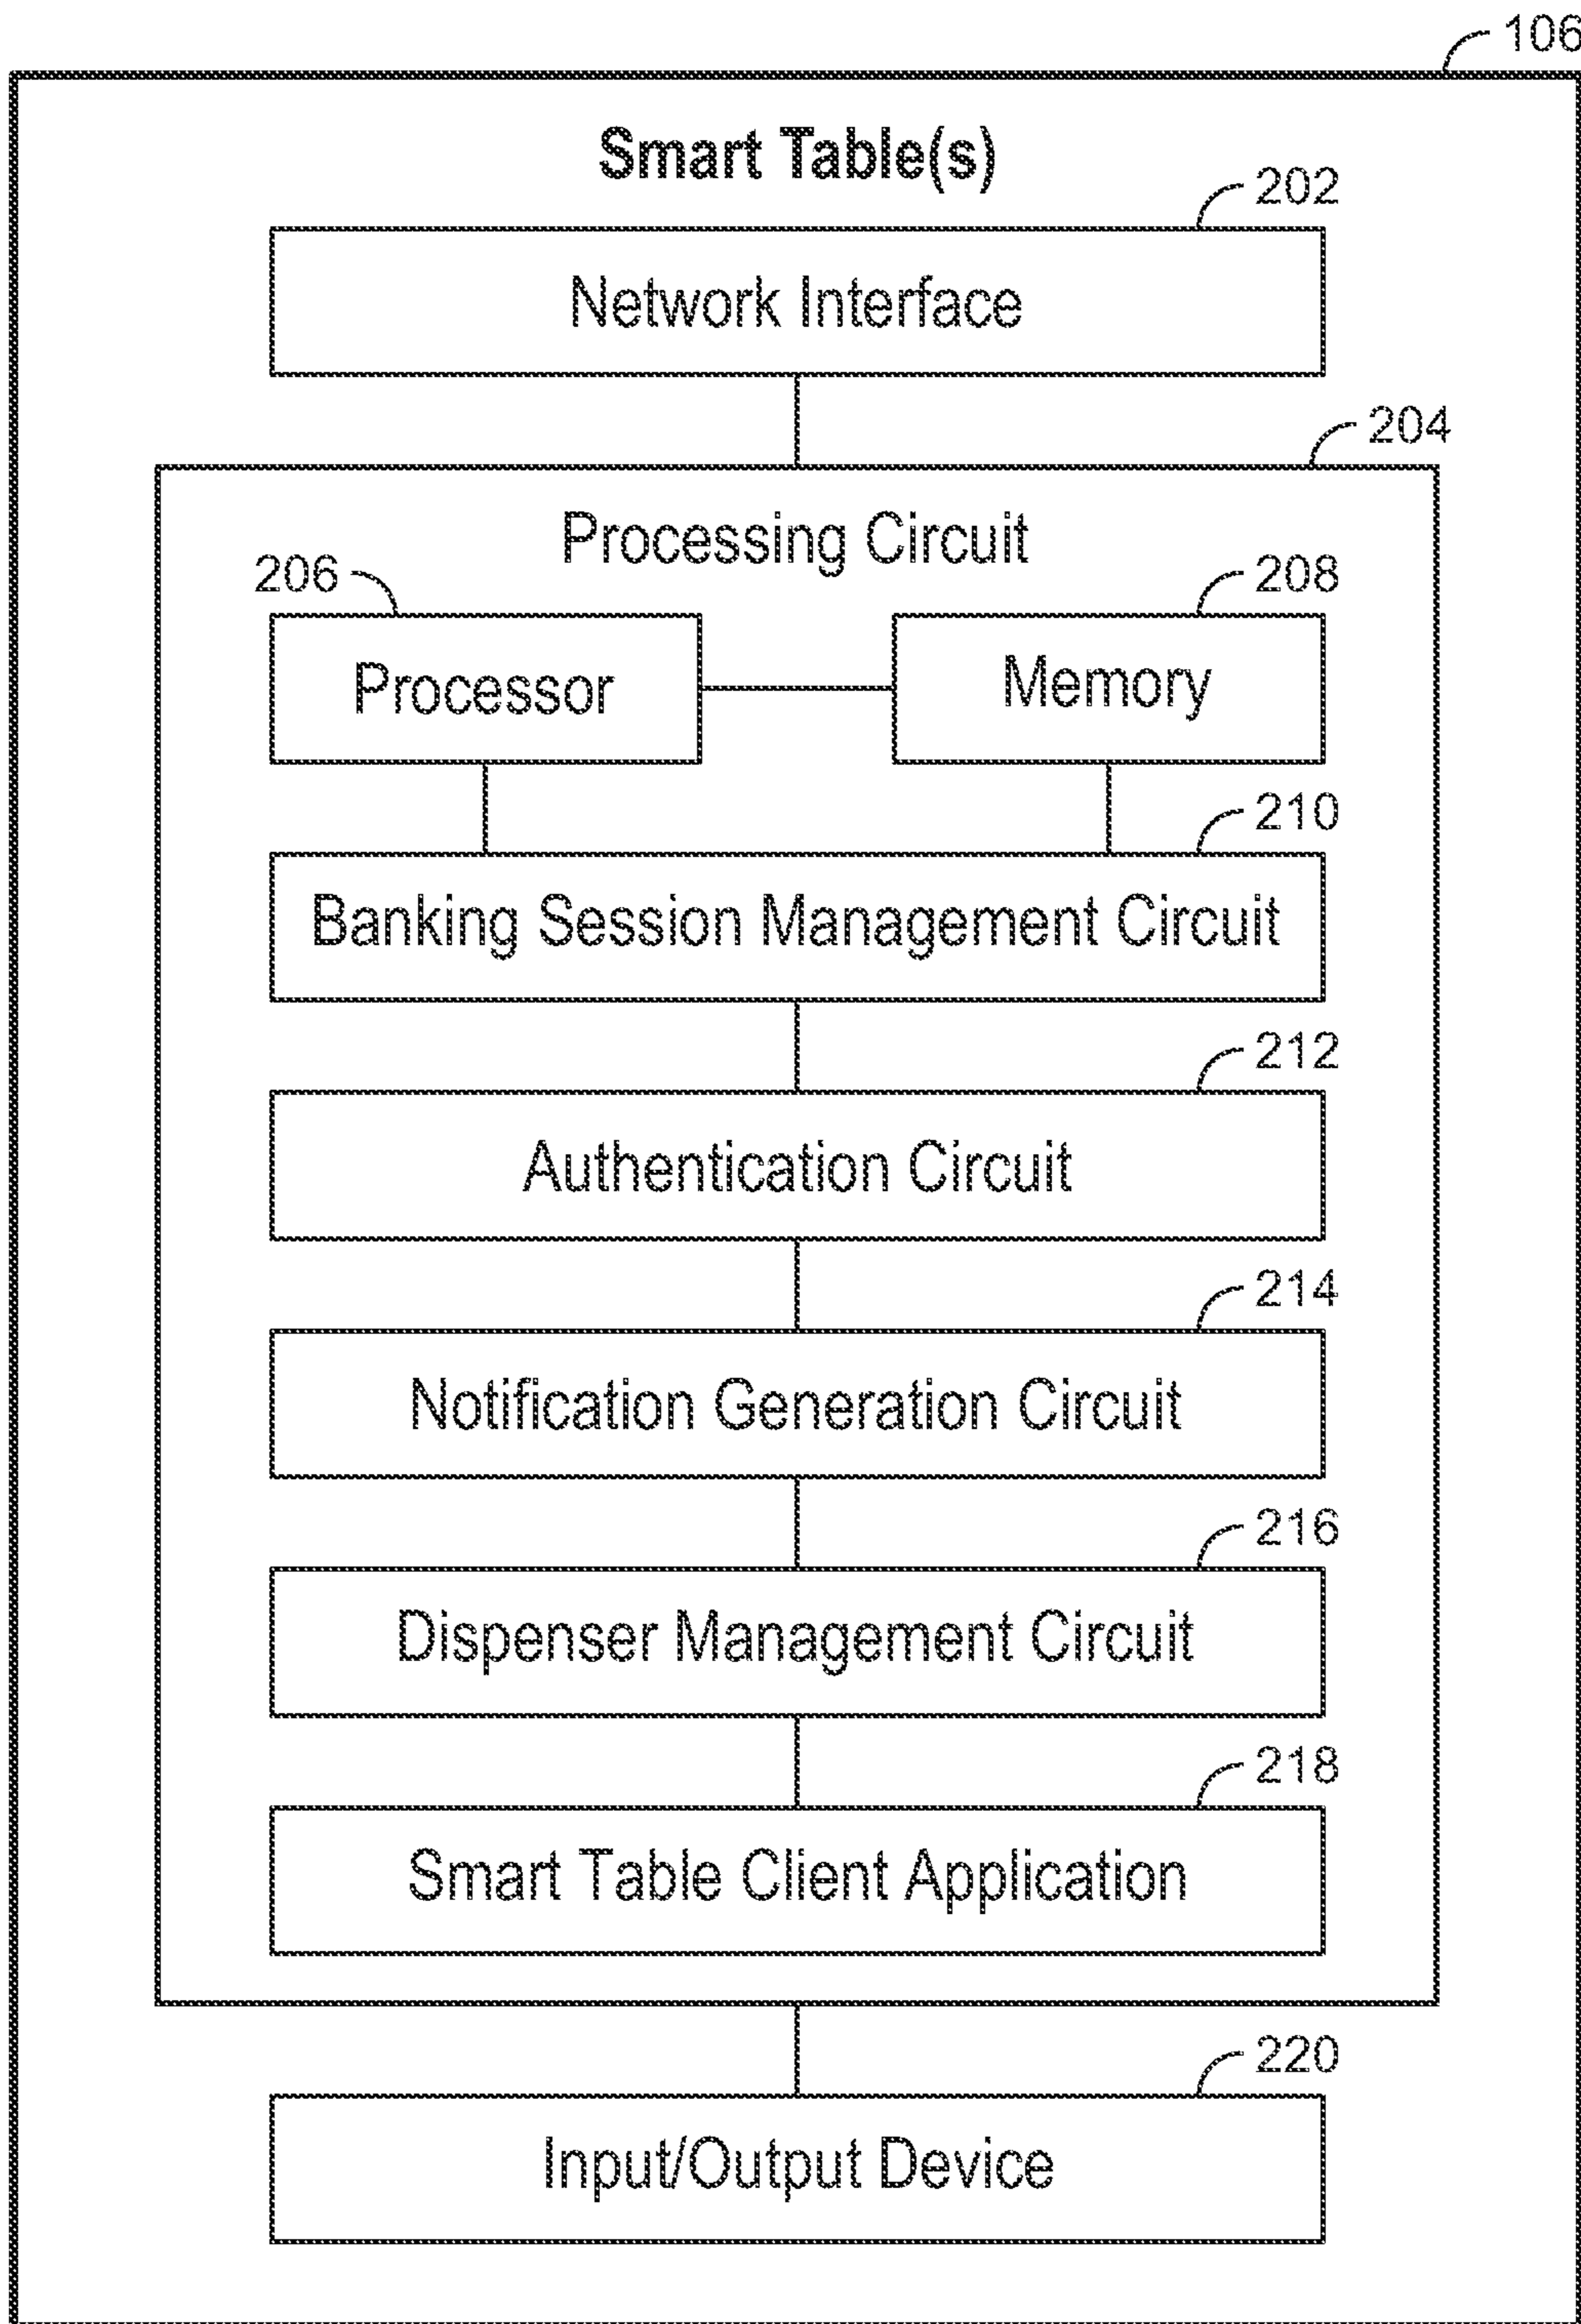 106
Smart Table(s)
202
Network Interface
204
Processing Circuit
206
208
Processor
Memory
210
Banking Session Management Circuit
212
Authentication Circuit
214
Notification Generation Circuit
216
Dispenser Management Circuit
218
Smart Table Client Application
220
Input/Output Device